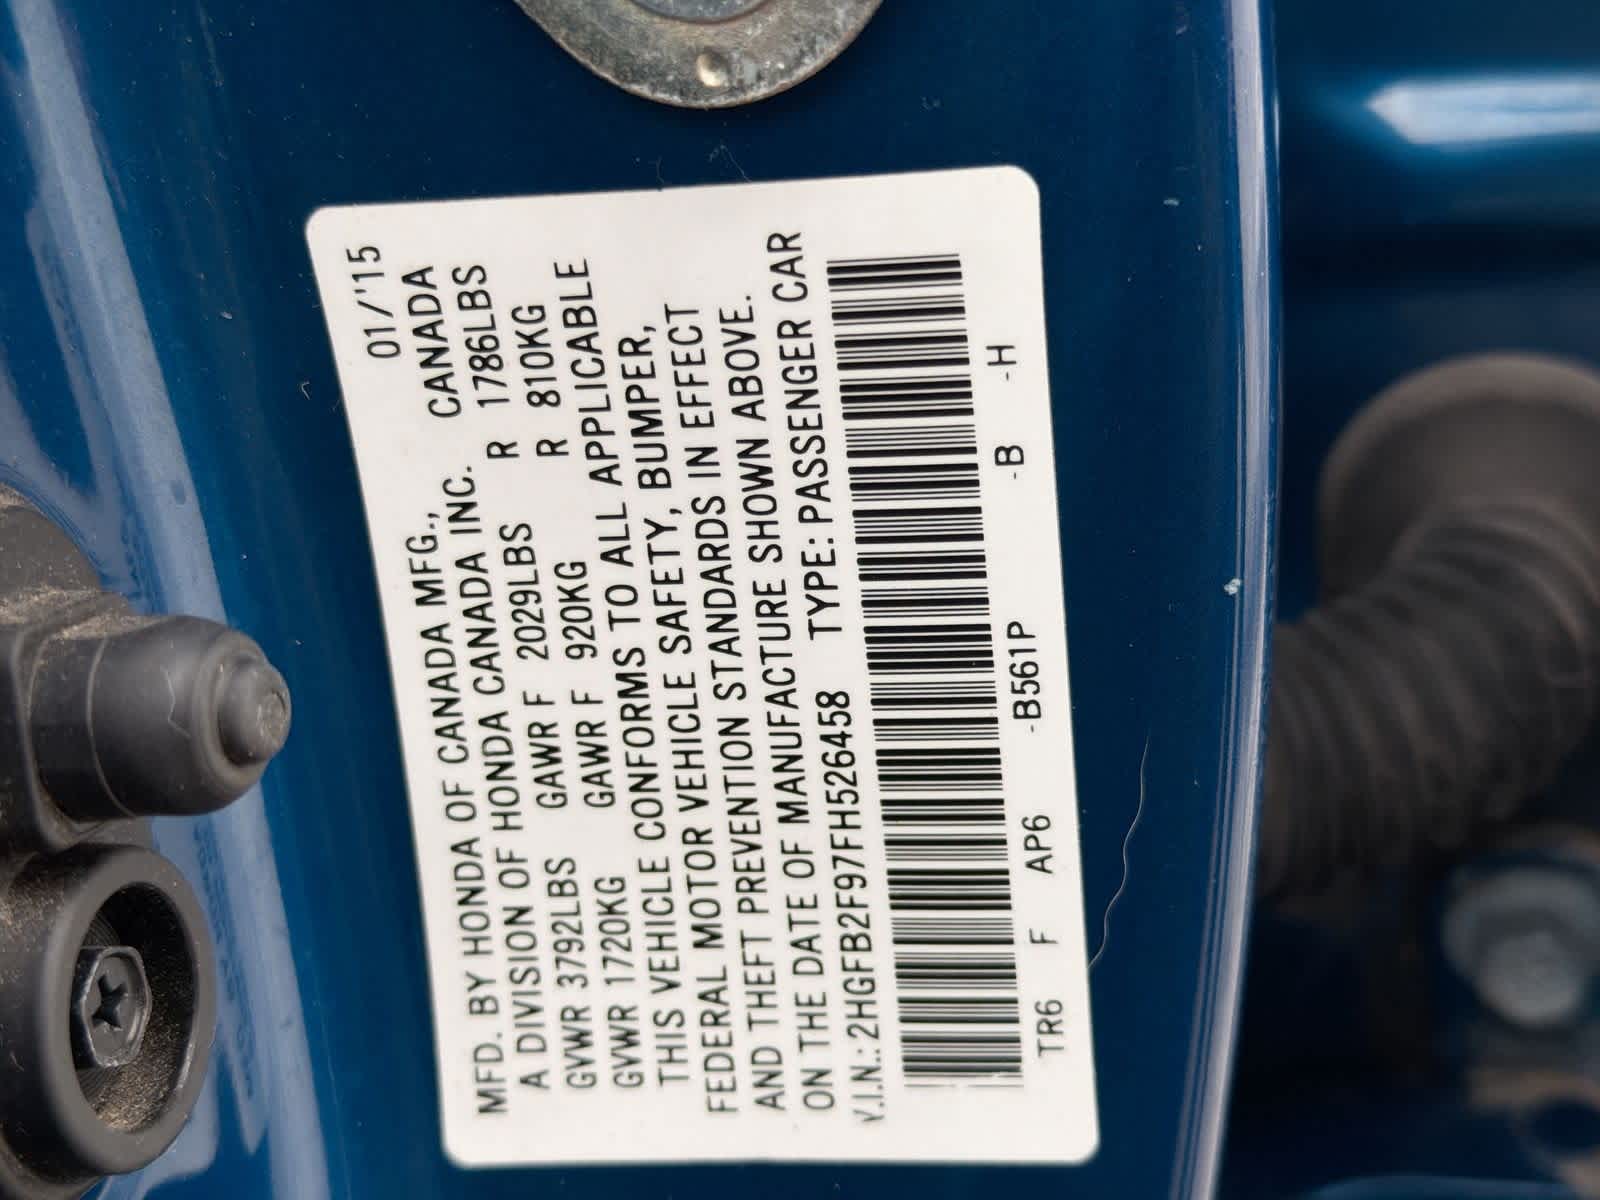 01/'15
MFD. BY HONDA OF CANADA MFG., CANADA
A DIVISION OF HONDA CANADA INC.
GVWR 3792LBS GAWR F 2029LBS R 1786LBS
GVWR 1720KG GAWR F 920KG R 810KG
THIS VEHICLE CONFORMS TO ALL APPLICABLE
FEDERAL MOTOR VEHICLE SAFETY, BUMPER,
AND THEFT PREVENTION STANDARDS IN EFFECT
ON THE DATE OF MANUFACTURE SHOWN ABOVE.
V.I.N.: 2HGFB2F97FH526458 TYPE: PASSENGER CAR
TR6 F AP6 -B561P -B -H